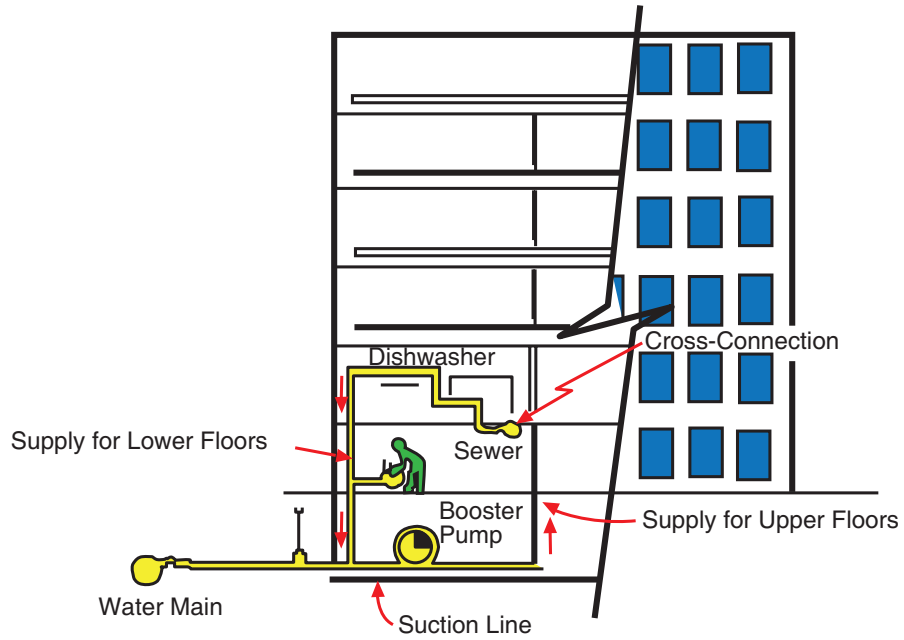 Cross-Connection
Dishwasher
Supply for Lower Floors
Sewer
Booster
Pump
Supply for Upper Floors
Water Main
Suction Line